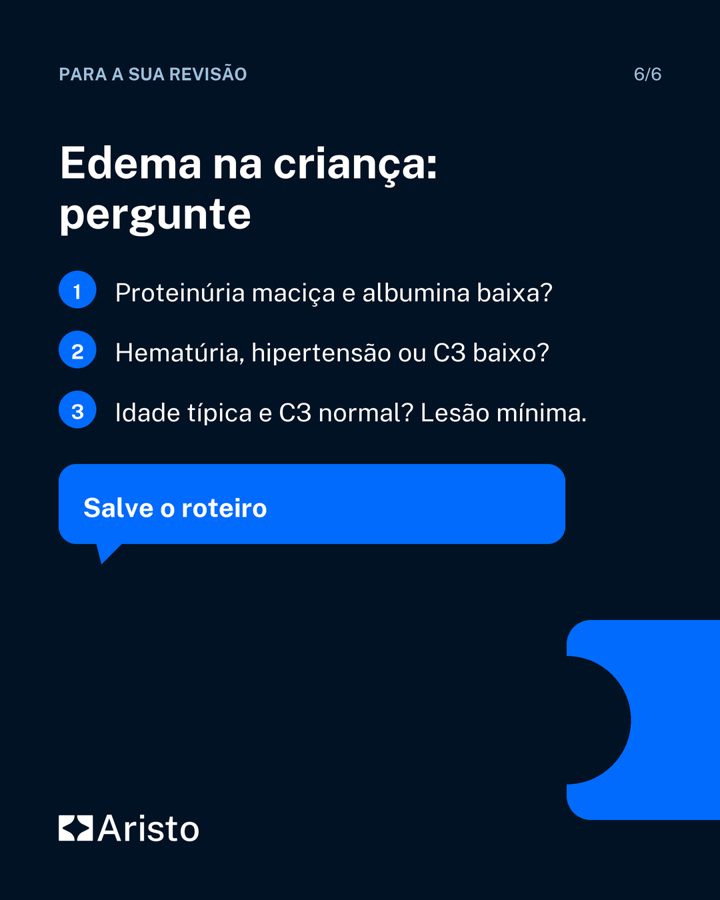 PARA A SUA REVISÃO
6/6
Edema na criança:
pergunte
1 Proteinúria maciça e albumina baixa?
2 Hematúria, hipertensão ou C3 baixo?
3 Idade típica e C3 normal? Lesão mínima.
Salve o roteiro
Aristo